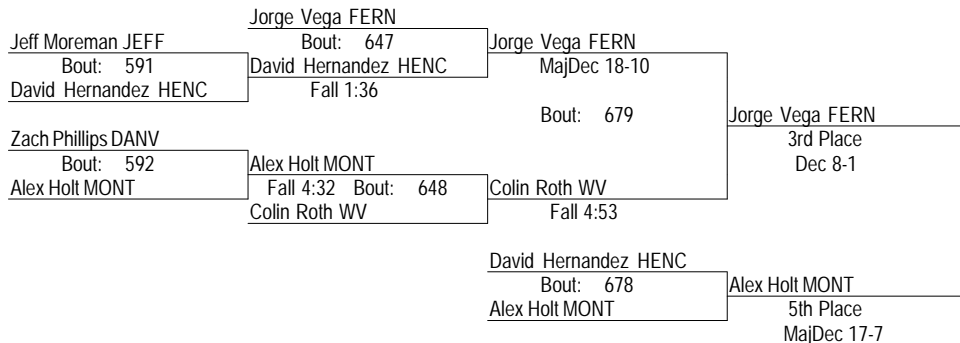 Jorge Vega FERN
Jeff Moreman JEFF
Bout: 647
Jorge Vega FERN
Bout: 591
David Hernandez HENC
MajDec 18-10
David Hernandez HENC
Fall 1:36
Bout: 679
Jorge Vega FERN
Zach Phillips DANV
3rd Place
Bout: 592
Alex Holt MONT
Dec 8-1
Alex Holt MONT
Fall 4:32 Bout: 648
Colin Roth WV
Colin Roth WV
Fall 4:53
David Hernandez HENC
Bout: 678
Alex Holt MONT
Alex Holt MONT
5th Place
MajDec 17-7